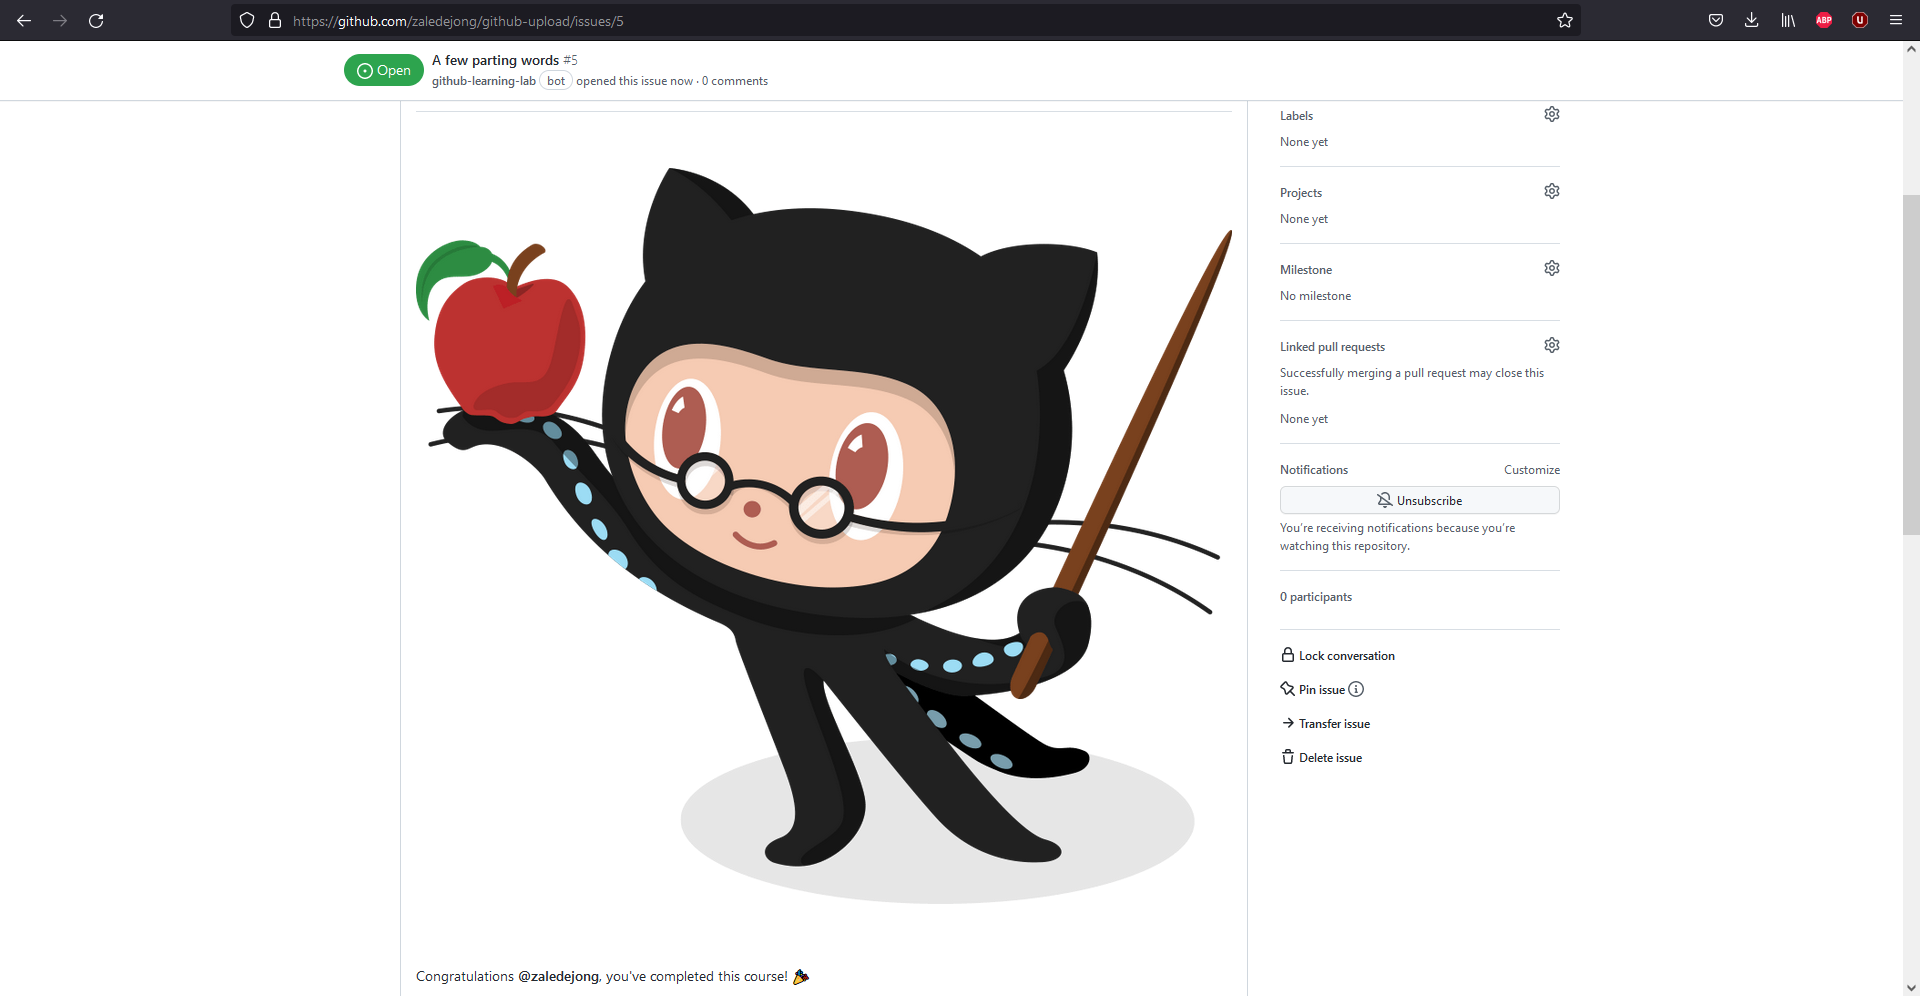 https://github.com/zaledejong/github-upload/issues/5
ABP
U
Open
A few parting words #5
github-learning-lab bot opened this issue now · 0 comments
Labels
None yet
Projects
None yet
Milestone
No milestone
Linked pull requests
Successfully merging a pull request may close this
issue.
None yet
Notifications Customize
Unsubscribe
You're receiving notifications because you're
watching this repository.
0 participants
Lock conversation
Pin issue
Transfer issue
Delete issue
Congratulations @zaledejong, you've completed this course! 🎉